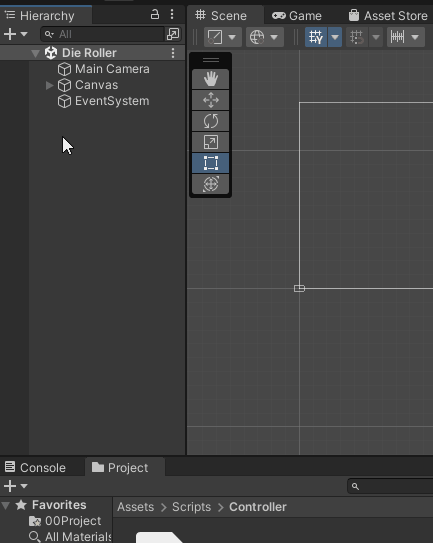 Hierarchy
Scene
Game
Asset Store
All
Die Roller
Main Camera
Canvas
EventSystem
Console
Project
Favorites
Assets > Scripts > Controller
00Project
All Materials